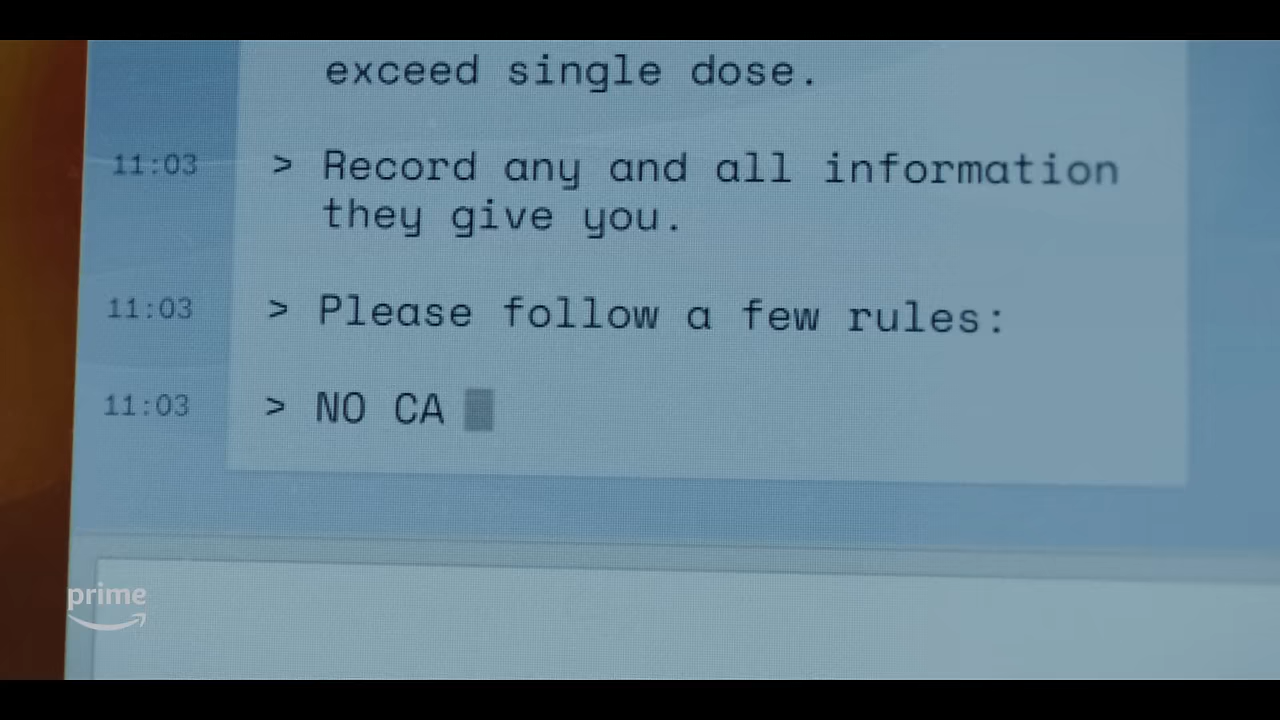 exceed single dose.
11:03 > Record any and all information
they give you.
11:03 > Please follow a few rules:
11:03 > NO CA
prime